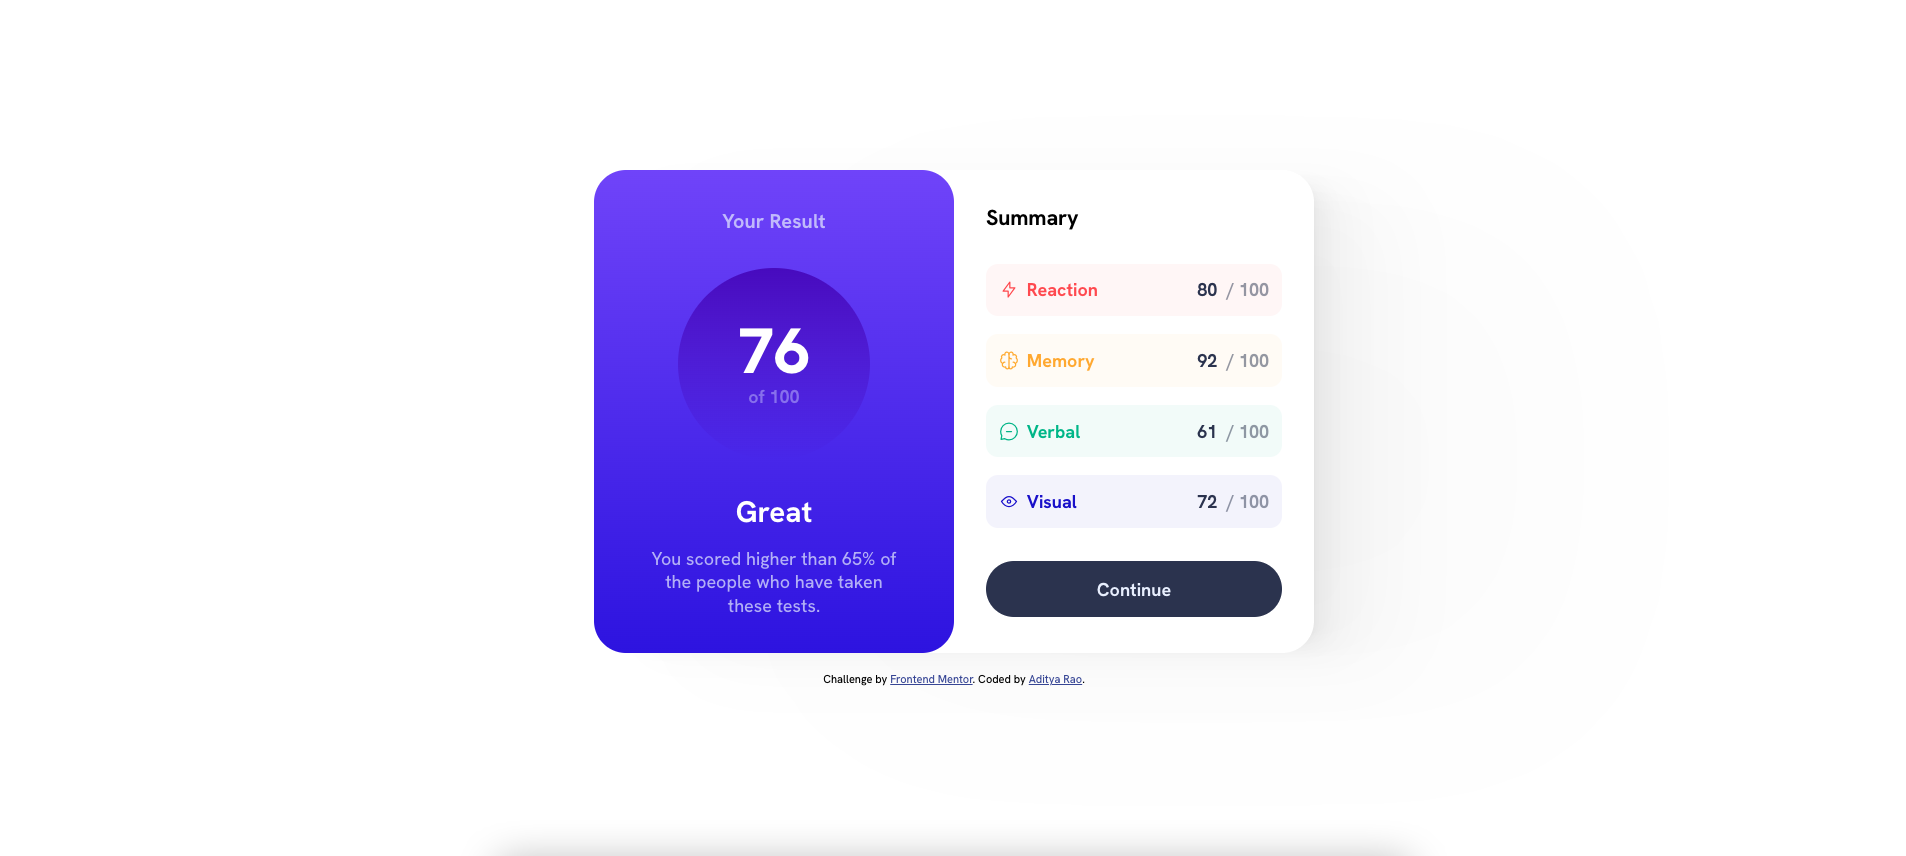 Your Result
76
of 100
Great
You scored higher than 65% of
the people who have taken
these tests.
Summary
Reaction 80 / 100
Memory 92 / 100
Verbal 61 / 100
Visual 72 / 100
Continue
Challenge by Frontend Mentor. Coded by Aditya Rao.